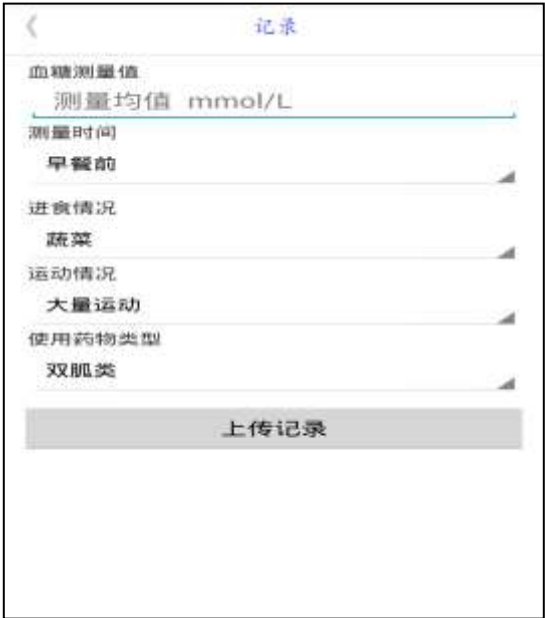 记录
血糖测量值
测量均值 mmol/L
测量时间
早餐前
进食情况
蔬菜
运动情况
大量运动
使用药物类型
双胍类
上传记录